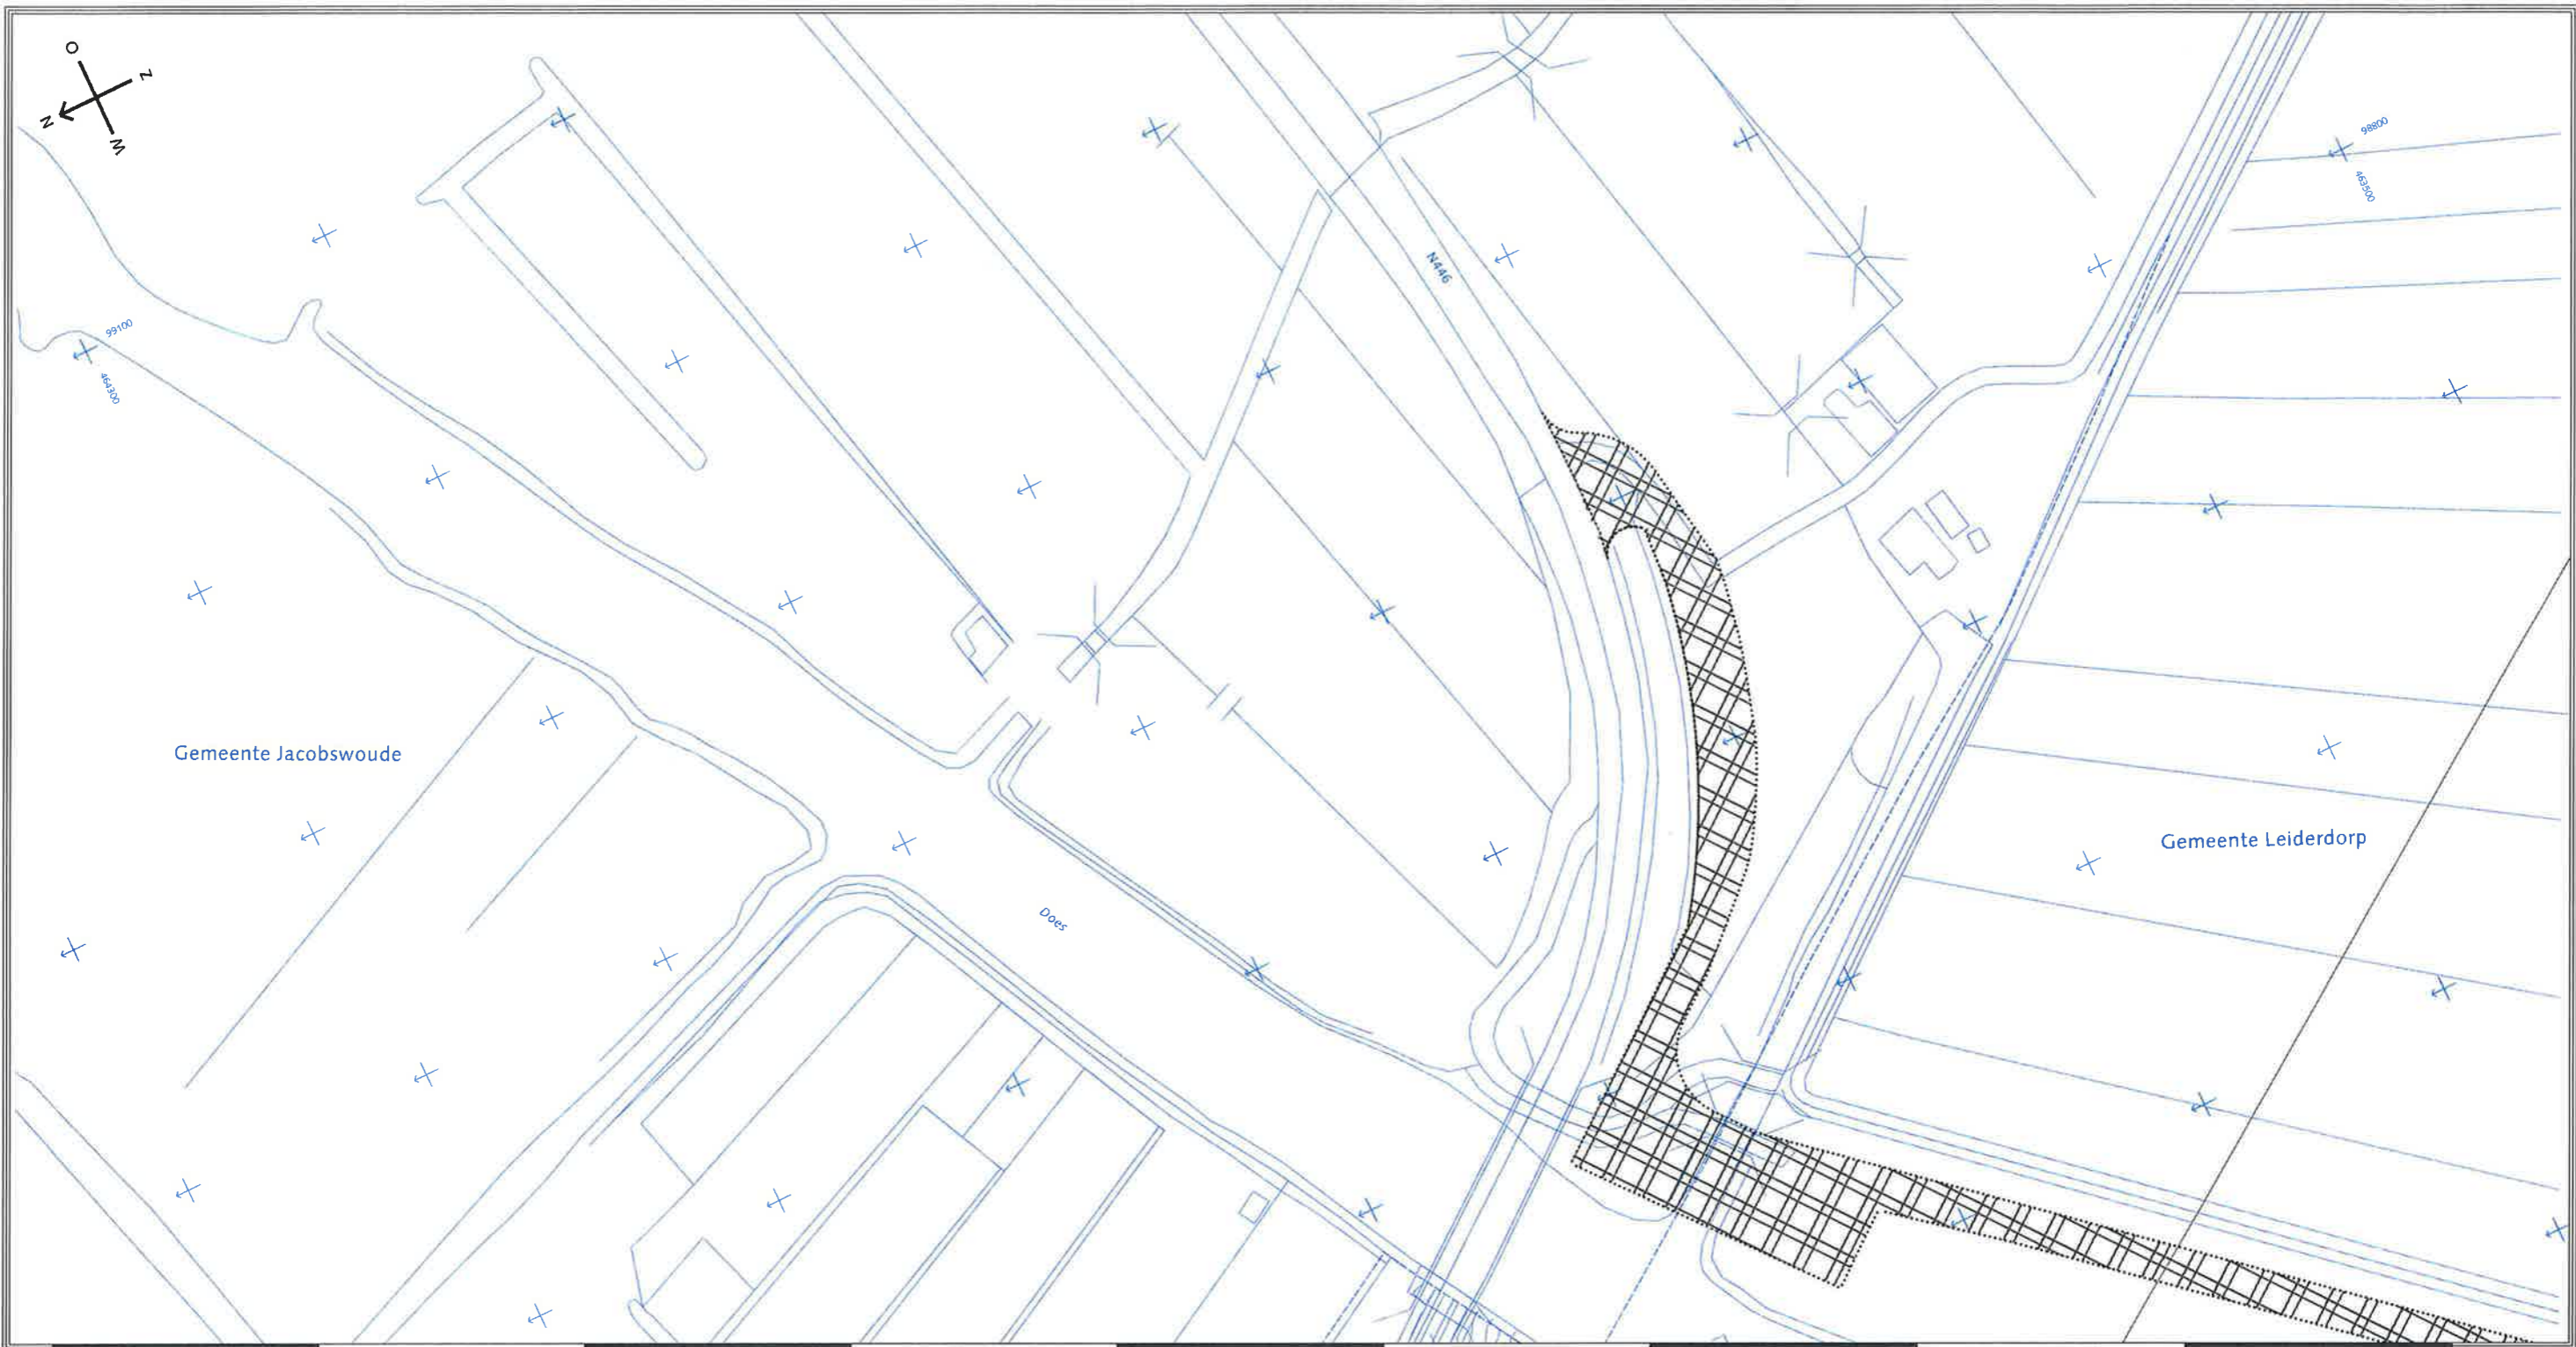 O
Z
N
W
98800
463500
N446
99100
464300
Gemeente Jacobswoude
Gemeente Leiderdorp
Does